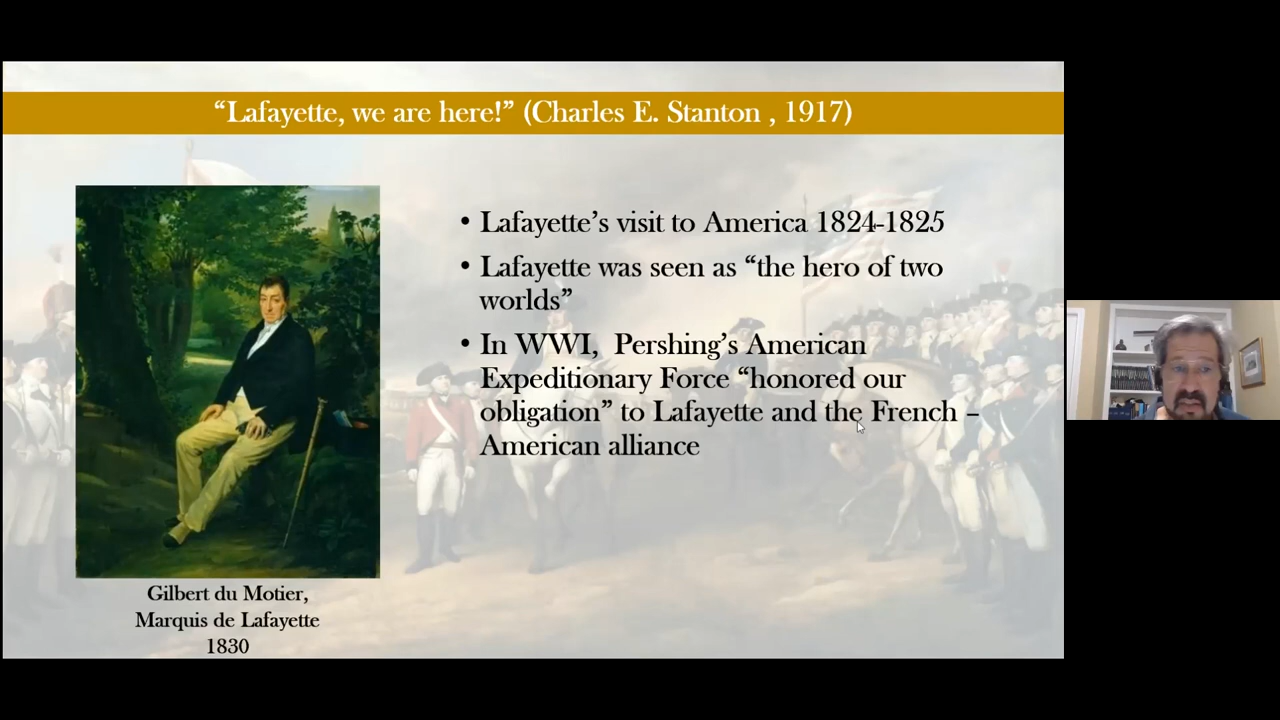 “Lafayette, we are here!” (Charles E. Stanton , 1917)
• Lafayette’s visit to America 1824-1825
• Lafayette was seen as “the hero of two
worlds”
• In WWI,  Pershing’s American
Expeditionary Force “honored our
obligation” to Lafayette and the French –
American alliance
Gilbert du Motier,
Marquis de Lafayette
1830